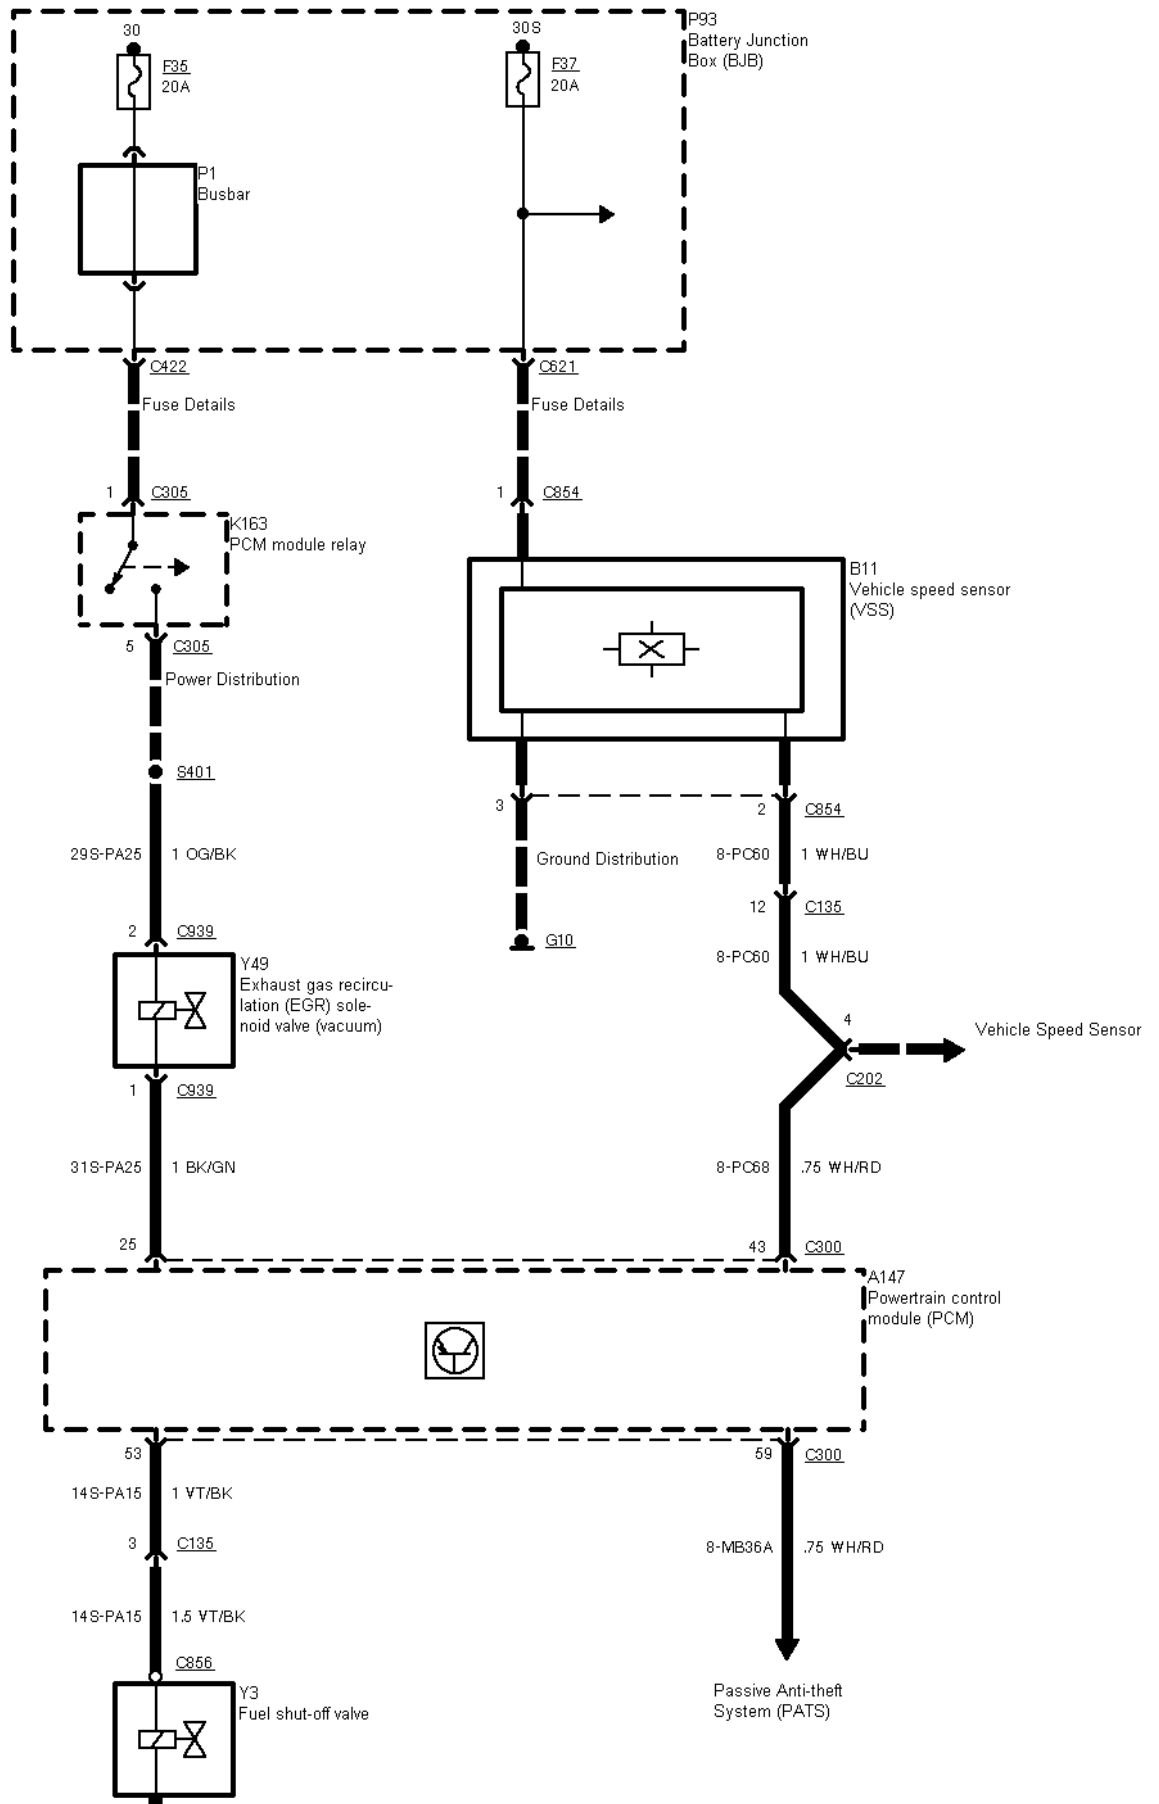 30
F35
20A
30S
F37
20A
P93
Battery Junction
Box (BJB)
P1
Busbar
C422
Fuse Details
C621
Fuse Details
1
C305
1
C854
K163
PCM module relay
B11
Vehicle speed sensor
(VSS)
5
C305
Power Distribution
S401
3
2
C854
29S-PA25
1 OG/BK
Ground Distribution
8-PC60
1 WH/BU
2
C939
G10
12
C135
Y49
Exhaust gas recircu-
lation (EGR) sole-
noid valve (vacuum)
8-PC60
1 WH/BU
4
Vehicle Speed Sensor
C202
1
C939
31S-PA25
1 BK/GN
8-PC68
.75 WH/RD
25
43
C300
A147
Powertrain control
module (PCM)
53
59
C300
14S-PA15
1 VT/BK
3
C135
8-MB36A
.75 WH/RD
14S-PA15
1.5 VT/BK
C856
Y3
Fuel shut-off valve
Passive Anti-theft
System (PATS)